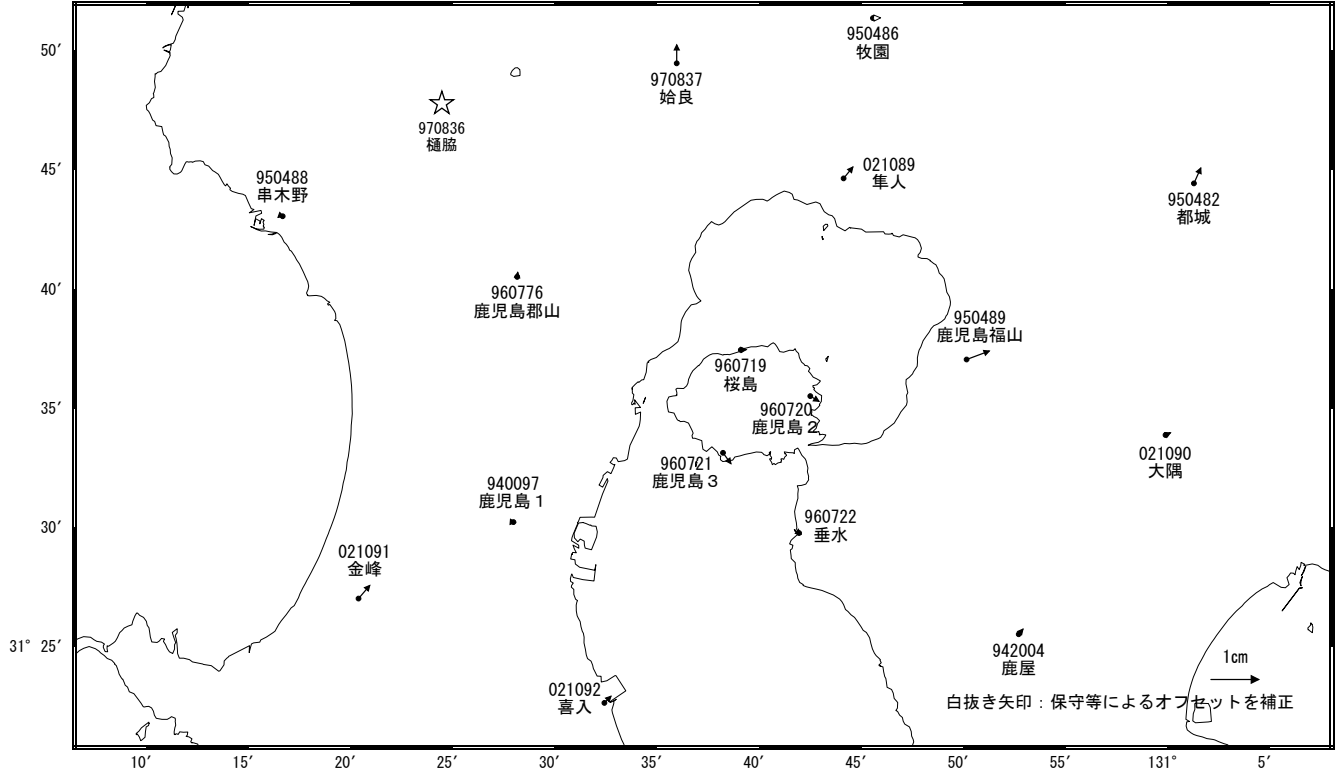 950486
牧園
50′
970837
姶良
970836
樋脇
45′
021089
隼人
950488
串木野
950482
都城
40′
960776
鹿児島郡山
950489
鹿児島福山
960719
桜島
35′
960720
鹿児島２
021090
大隅
960721
鹿児島３
940097
鹿児島１
30′
960722
垂水
021091
金峰
31° 25′
942004
鹿屋
1cm
021092
喜入
白抜き矢印：保守等によるオフセットを補正
10′ 15′ 20′ 25′ 30′ 35′ 40′ 45′ 50′ 55′ 131° 5′